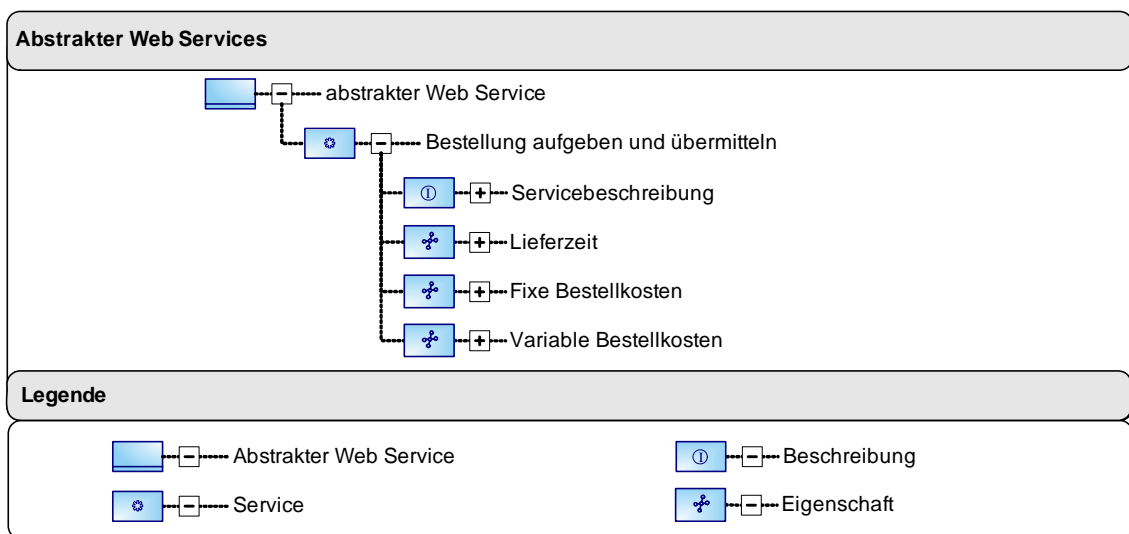 Abstrakter Web Services
abstrakter Web Service
Bestellung aufgeben und übermitteln
Servicebeschreibung
Lieferzeit
Fixe Bestellkosten
Variable Bestellkosten
Legende
Abstrakter Web Service
Beschreibung
Service
Eigenschaft